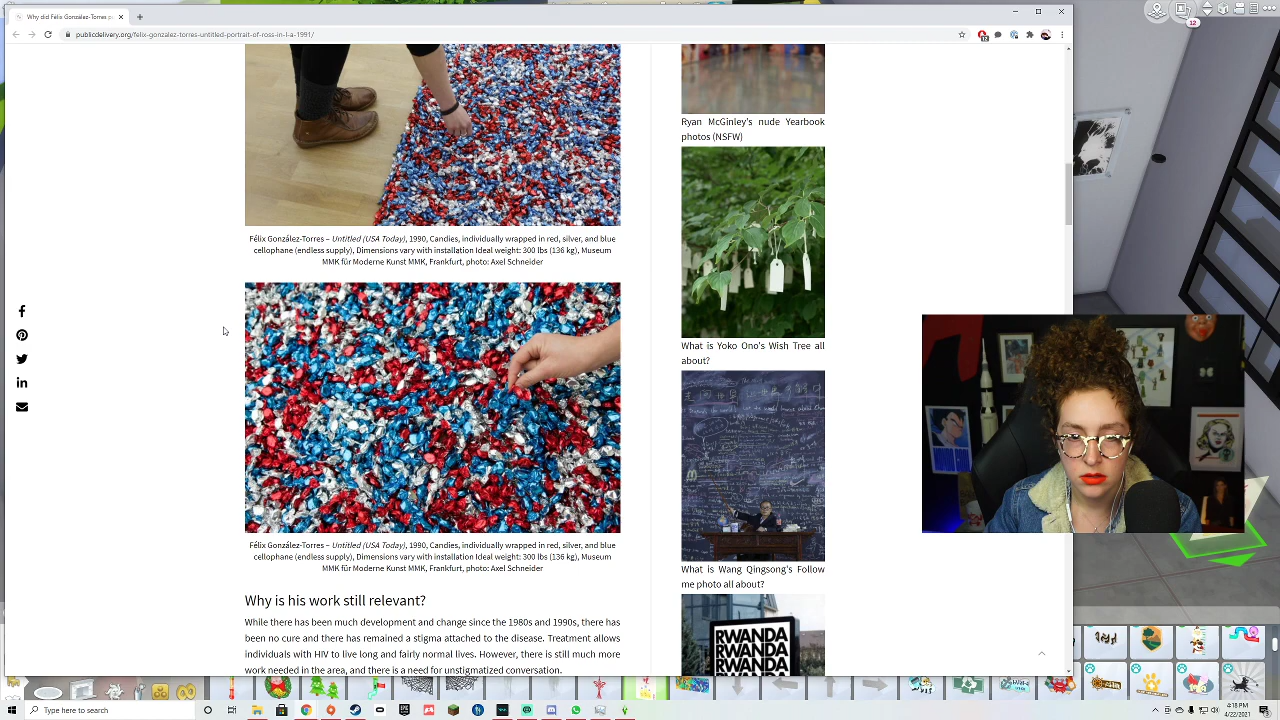 Why did Félix González-Torres p
publicdelivery.org/felix-gonzalez-torres-untitled-portrait-of-ross-in-l-a-1991/
12
Félix González-Torres – Untitled (USA Today), 1990, Candies, individually wrapped in red, silver, and blue
cellophane (endless supply), Dimensions vary with installation Ideal weight: 300 lbs (136 kg), Museum
MMK für Moderne Kunst MMK, Frankfurt, photo: Axel Schneider
Félix González-Torres – Untitled (USA Today), 1990, Candies, individually wrapped in red, silver, and blue
cellophane (endless supply), Dimensions vary with installation Ideal weight: 300 lbs (136 kg), Museum
MMK für Moderne Kunst MMK, Frankfurt, photo: Axel Schneider
Why is his work still relevant?
While there has been much development and change since the 1980s and 1990s, there has
been no cure and there has remained a stigma attached to the disease. Treatment allows
individuals with HIV to live long and fairly normal lives. However, there is still much more
work needed in the area, and there is a need for unstigmatized conversation.
Ryan McGinley's nude Yearbook
photos (NSFW)
What is Yoko Ono's Wish Tree all
about?
What is Wang Qingsong's Follow
me photo all about?
RWANDA
RWANDA
RWANDA
Type here to search
4:18 PM
4/22/2021